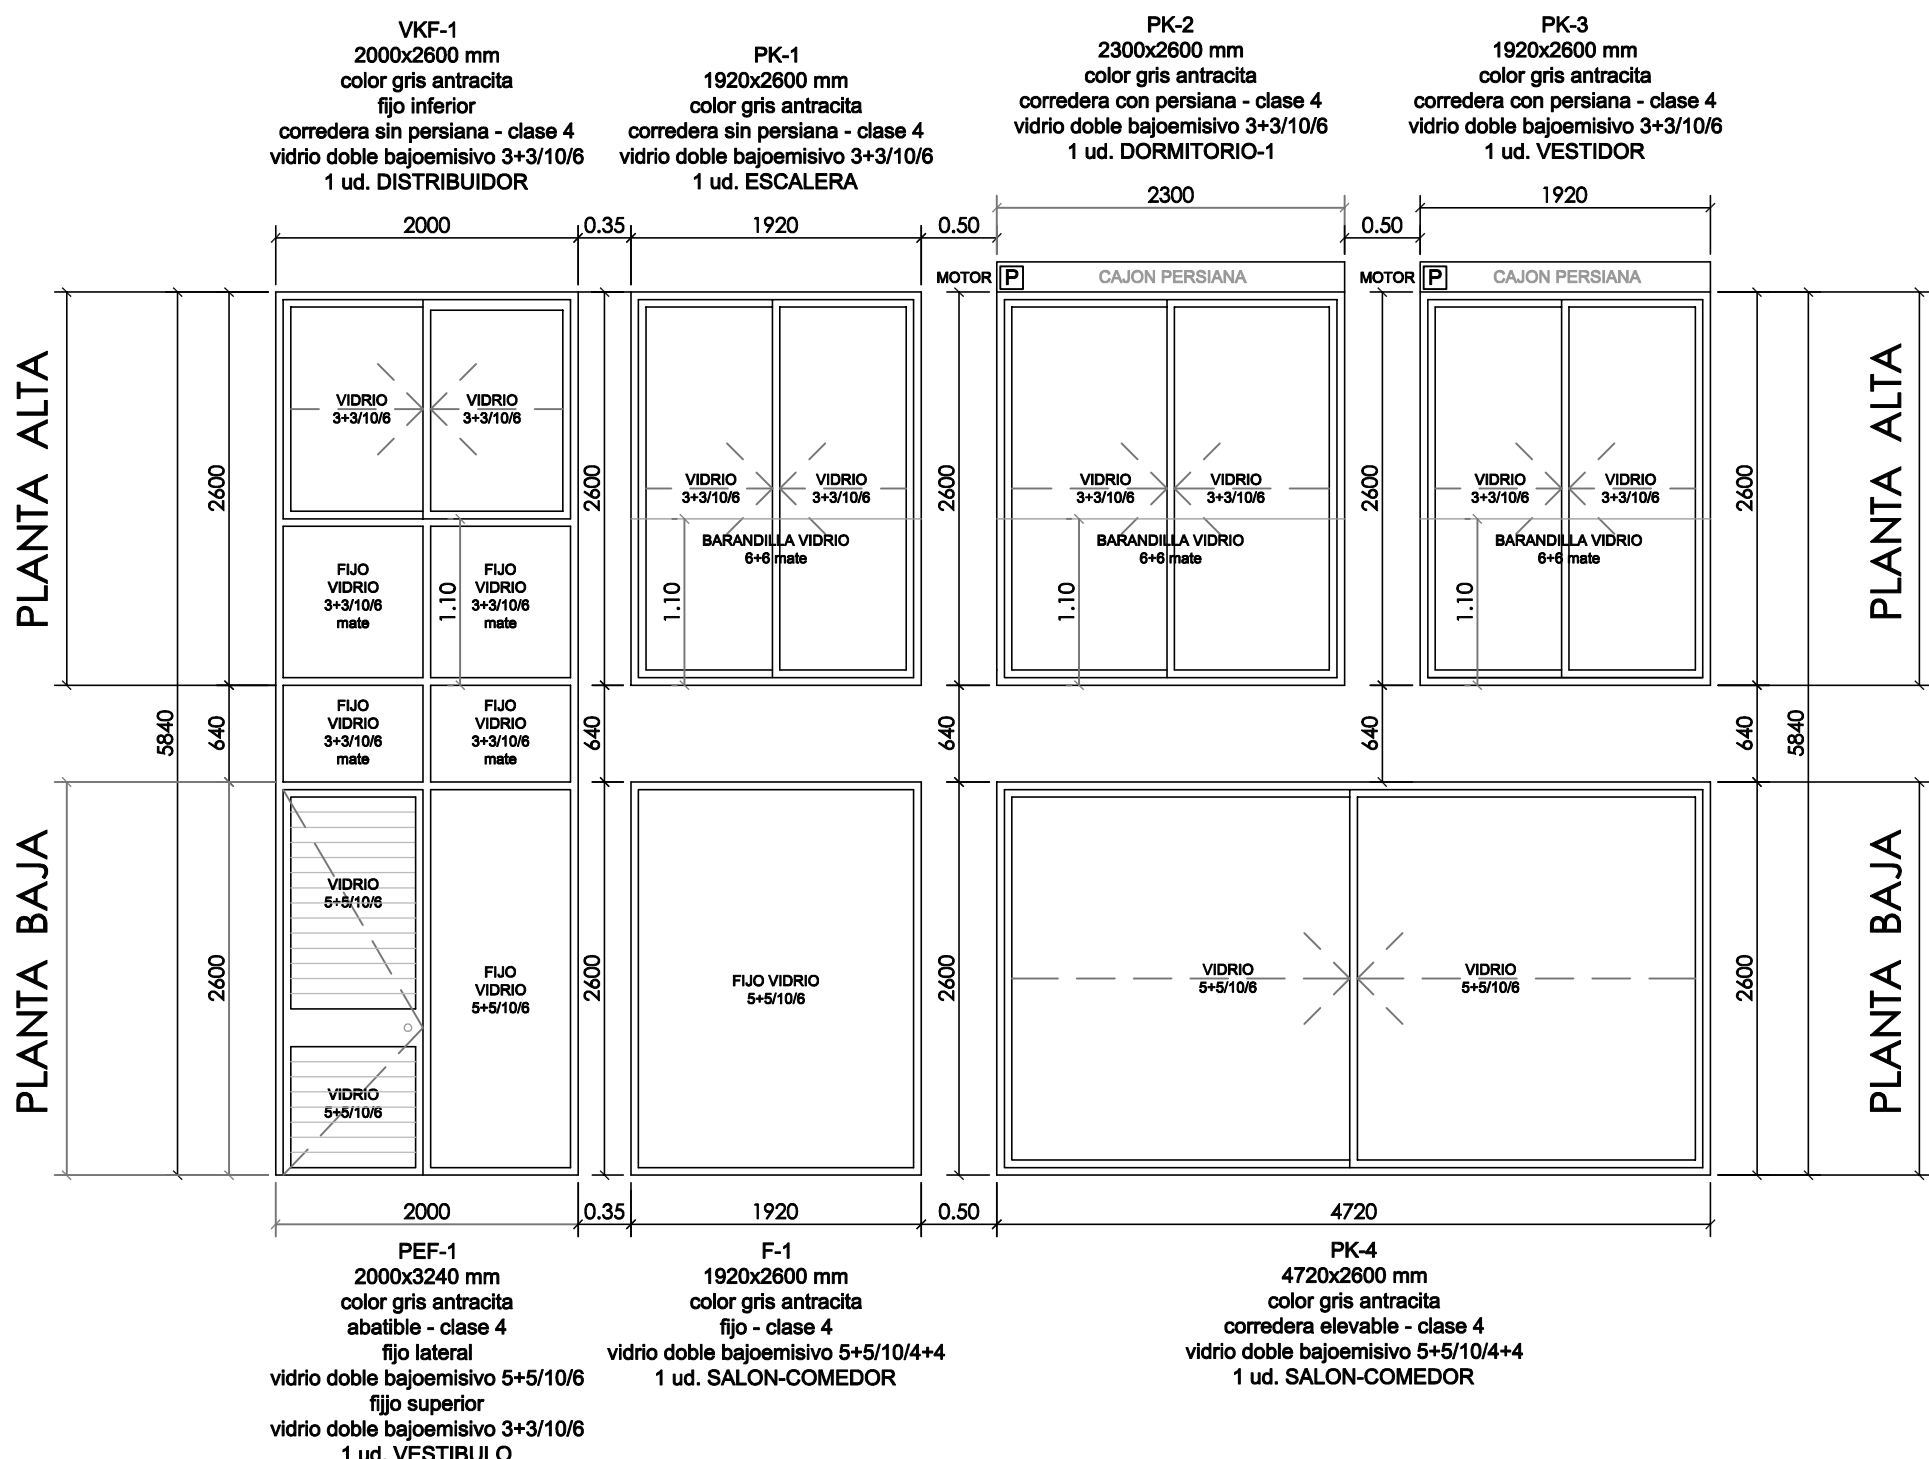 VKF-1
2000x2600 mm
color gris antracita
fijo inferior
corredera sin persiana - clase 4
vidrio doble bajoemisivo 3+3/10/6
1 ud. DISTRIBUIDOR
PK-1
1920x2600 mm
color gris antracita
corredera sin persiana - clase 4
vidrio doble bajoemisivo 3+3/10/6
1 ud. ESCALERA
PK-2
2300x2600 mm
color gris antracita
corredera con persiana - clase 4
vidrio doble bajoemisivo 3+3/10/6
1 ud. DORMITORIO-1
PK-3
1920x2600 mm
color gris antracita
corredera con persiana - clase 4
vidrio doble bajoemisivo 3+3/10/6
1 ud. VESTIDOR
2300
1920
2000
0.35
1920
0.50
0.50
MOTOR P CAJON PERSIANA
MOTOR P CAJON PERSIANA
PLANTA ALTA
2600
VIDRIO
3+3/10/6
VIDRIO
3+3/10/6
FIJO
VIDRIO
3+3/10/6
mate
1.10
FIJO
VIDRIO
3+3/10/6
mate
2600
VIDRIO
3+3/10/6
VIDRIO
3+3/10/6
BARANDILLA VIDRIO
6+6 mate
1.10
2600
VIDRIO
3+3/10/6
VIDRIO
3+3/10/6
BARANDILLA VIDRIO
6+6 mate
1.10
2600
VIDRIO
3+3/10/6
VIDRIO
3+3/10/6
BARANDILLA VIDRIO
6+6 mate
1.10
2600
PLANTA ALTA
5840
640
FIJO
VIDRIO
3+3/10/6
mate
FIJO
VIDRIO
3+3/10/6
mate
640
640
640
640
5840
PLANTA BAJA
2600
VIDRIO
5+5/10/6
VIDRIO
5+5/10/6
FIJO
VIDRIO
5+5/10/6
2600
FIJO VIDRIO
5+5/10/6
2600
VIDRIO
5+5/10/6
VIDRIO
5+5/10/6
2600
PLANTA BAJA
2000
0.35
1920
0.50
4720
PEF-1
2000x3240 mm
color gris antracita
abatible - clase 4
fijo lateral
vidrio doble bajoemisivo 5+5/10/6
fijjo superior
vidrio doble bajoemisivo 3+3/10/6
1 ud. VESTIBULO
F-1
1920x2600 mm
color gris antracita
fijo - clase 4
vidrio doble bajoemisivo 5+5/10/4+4
1 ud. SALON-COMEDOR
PK-4
4720x2600 mm
color gris antracita
corredera elevable - clase 4
vidrio doble bajoemisivo 5+5/10/4+4
1 ud. SALON-COMEDOR